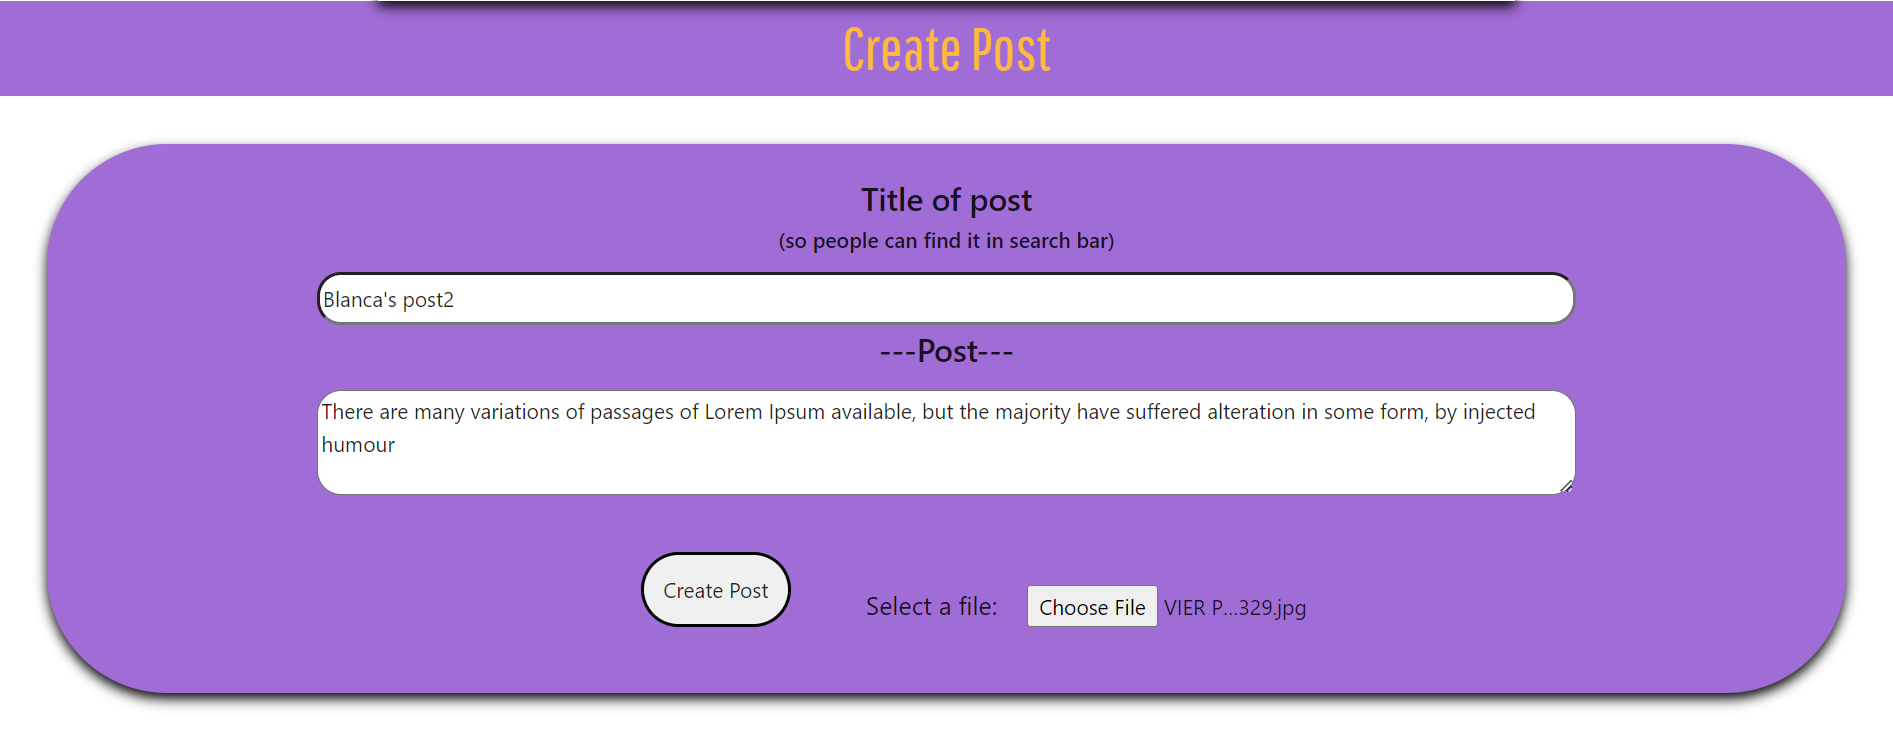 Create Post
Title of post
(so people can find it in search bar)
Blanca's post2
---Post---
There are many variations of passages of Lorem Ipsum available, but the majority have suffered alteration in some form, by injected
humour
Create Post
Select a file: Choose File VIER P...329.jpg